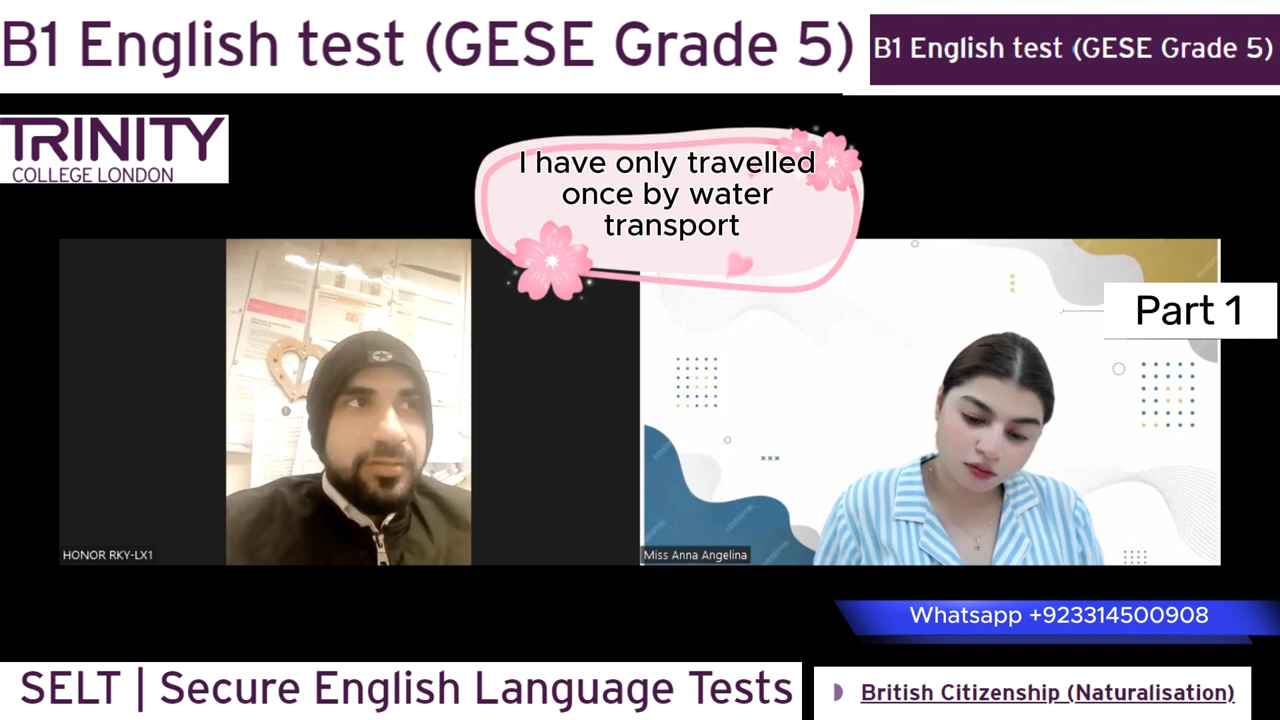 B1 English test (GESE Grade 5)
B1 English test (GESE Grade 5)
TRINITY
COLLEGE LONDON
I have only travelled
once by water
transport
Part 1
HONOR RKY-LX1
Miss Anna Angelina
Whatsapp +923314500908
SELT | Secure English Language Tests
British Citizenship (Naturalisation)